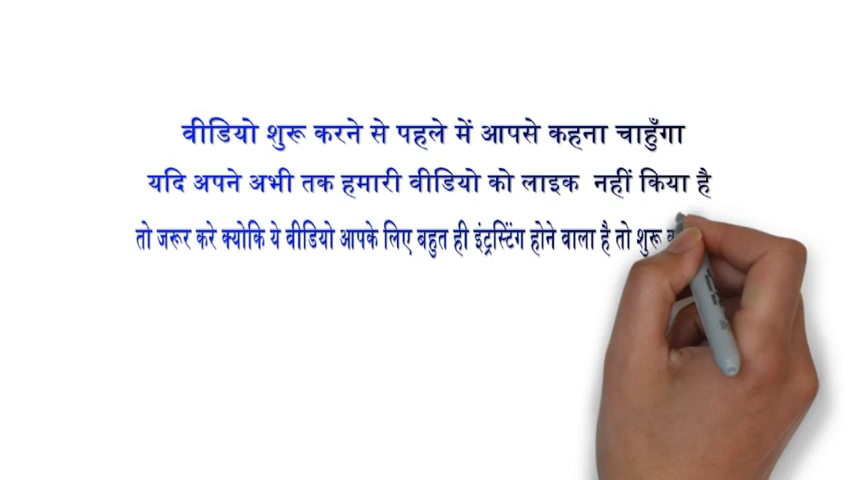 वीडियो शुरू करने से पहले में आपसे कहना चाहुँगा
यदि अपने अभी तक हमारी वीडियो को लाइक नहीं किया है
तो जरूर करे क्योकि ये वीडियो आपके लिए बहुत ही इंट्रस्टिंग होने वाला है तो शुरू